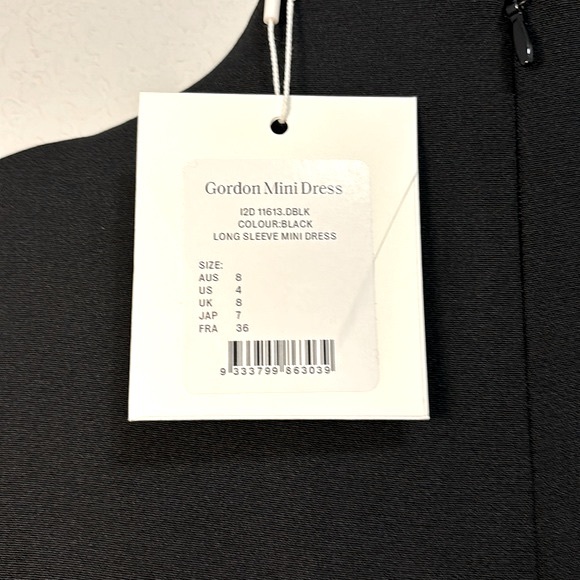 Gordon Mini Dress
I2D 11613.DBLK
COLOUR:BLACK
LONG SLEEVE MINI DRESS
SIZE:
AUS 8
US 4
UK 8
JAP 7
FRA 36
9 333799 863039